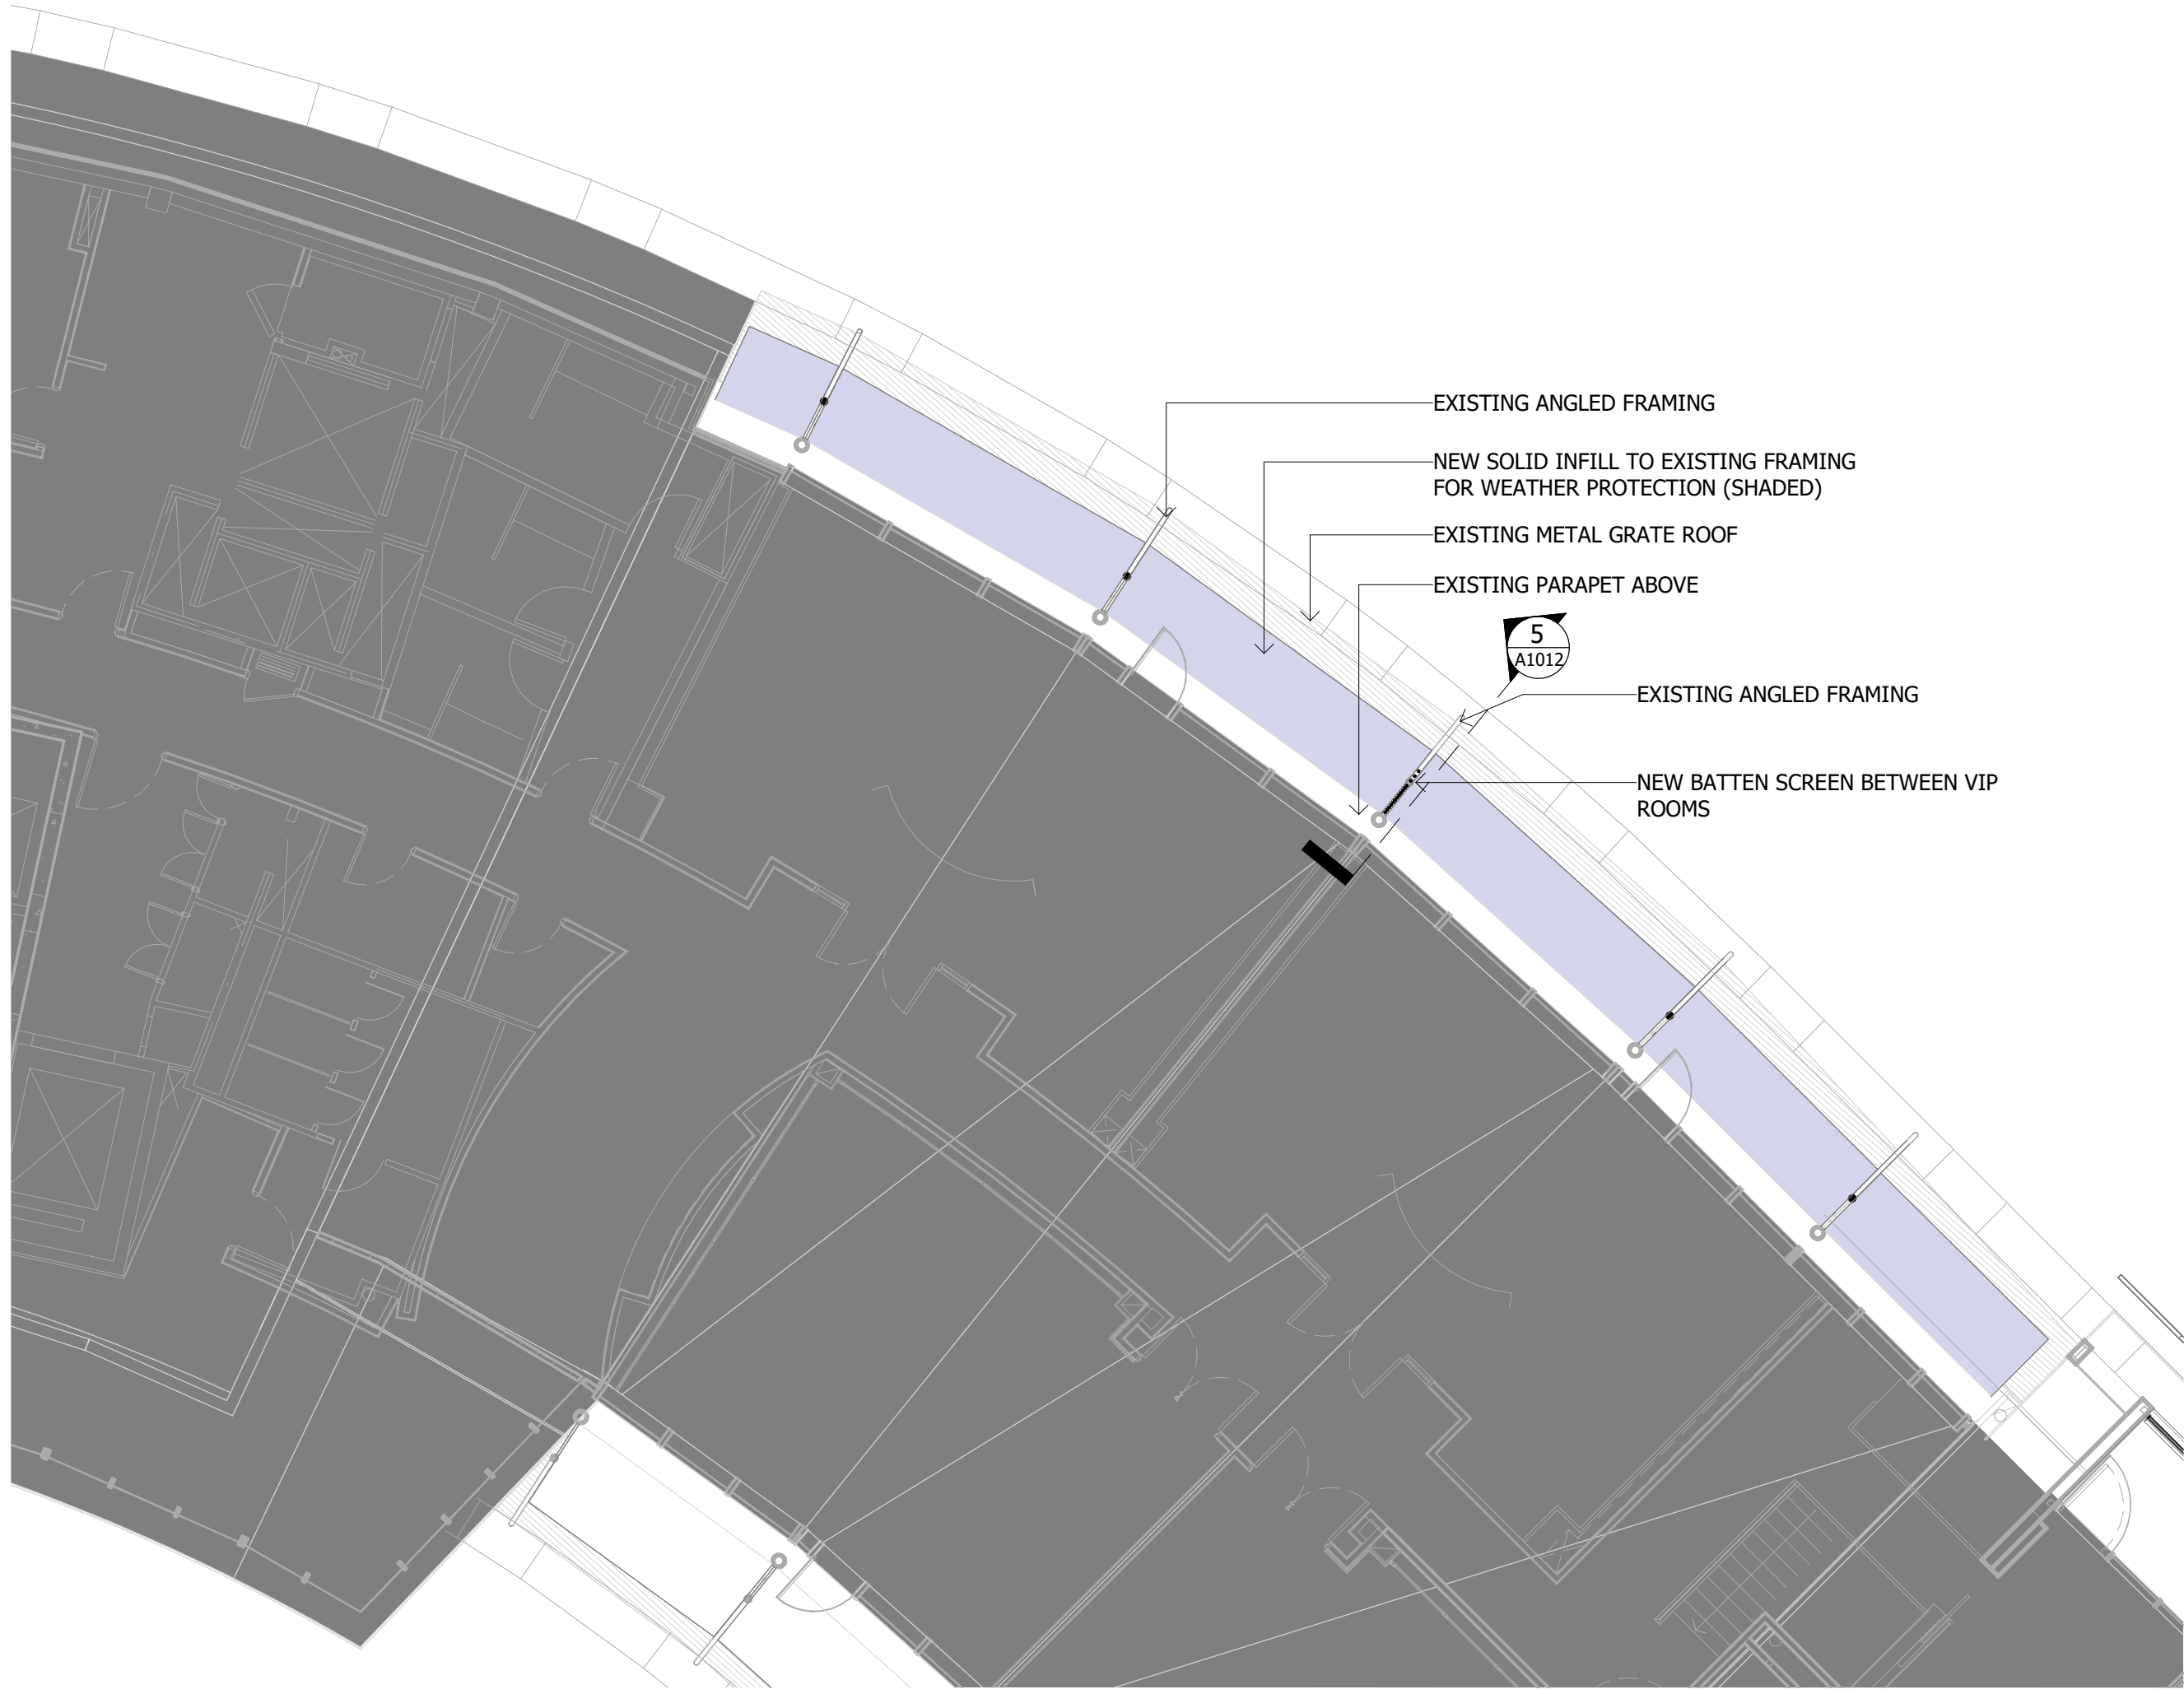 EXISTING ANGLED FRAMING
NEW SOLID INFILL TO EXISTING FRAMING
FOR WEATHER PROTECTION (SHADED)
EXISTING METAL GRATE ROOF
EXISTING PARAPET ABOVE
5
A1012
EXISTING ANGLED FRAMING
NEW BATTEN SCREEN BETWEEN VIP
ROOMS